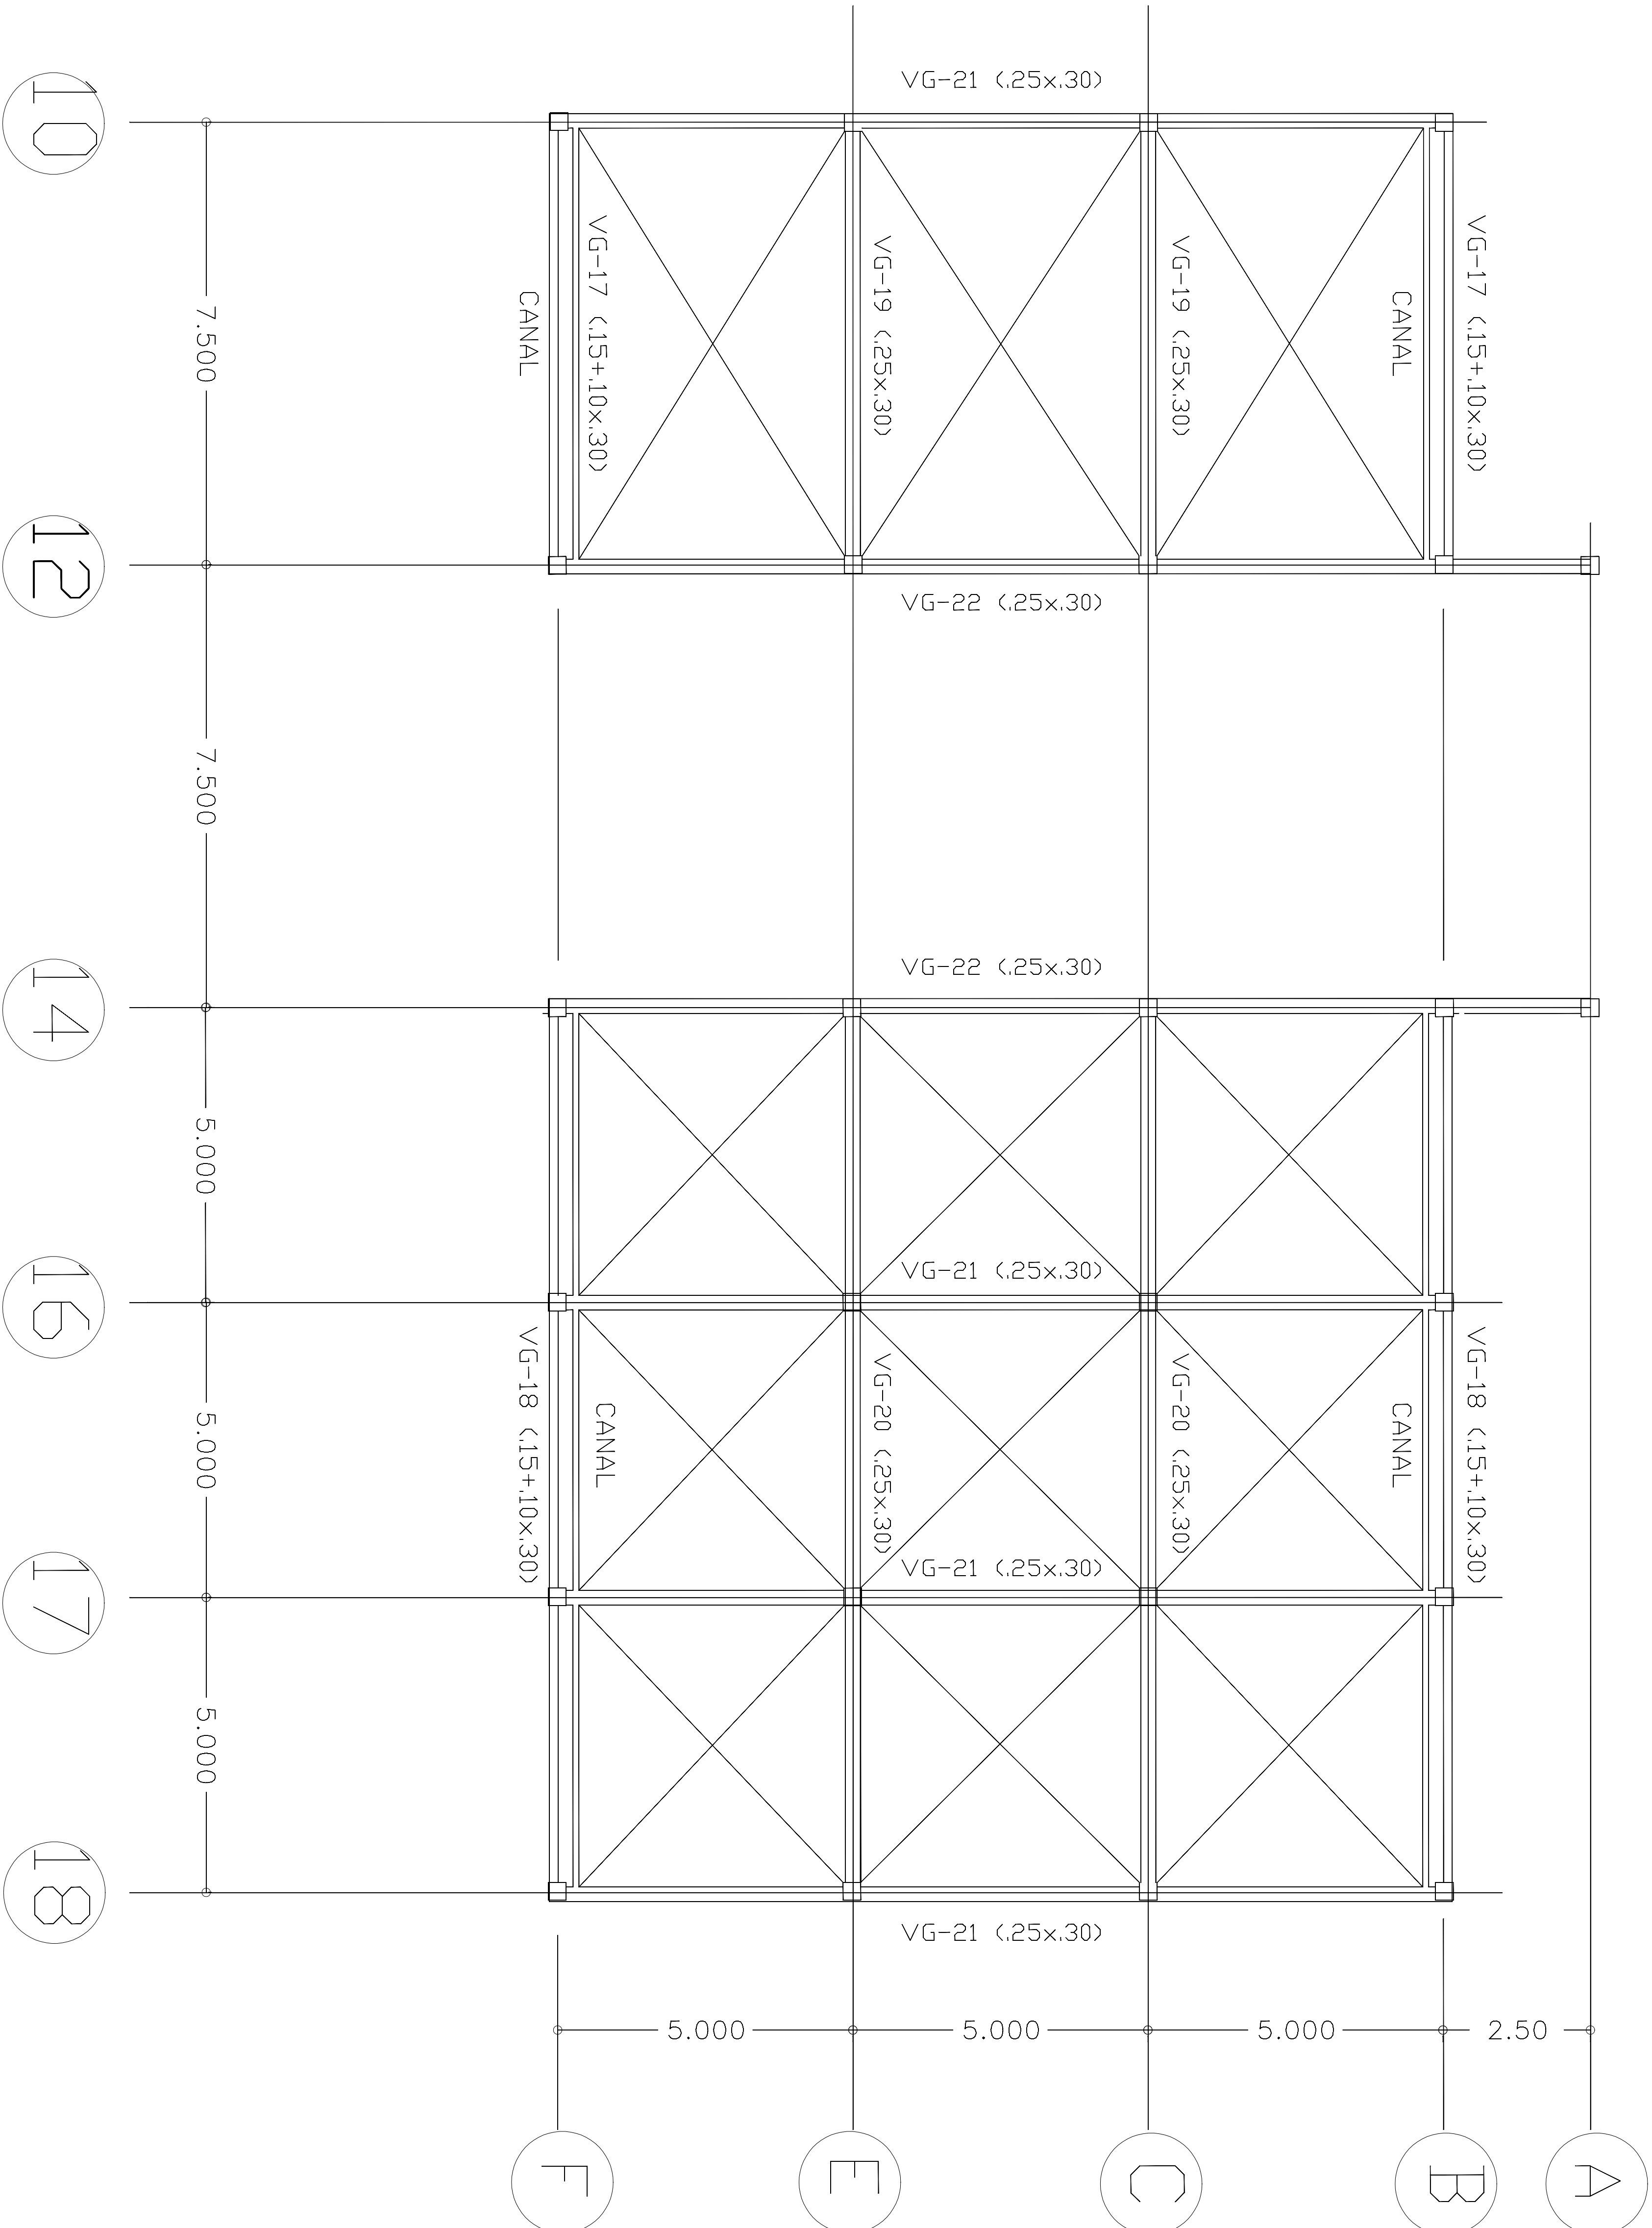 VG-21 (.25x.30)
10
VG-17 (.15+.10x.30)
CANAL
VG-19 (.25x.30)
VG-19 (.25x.30)
CANAL
VG-17 (.15+.10x.30)
7.500
12
VG-22 (.25x.30)
7.500
VG-22 (.25x.30)
14
5.000
VG-21 (.25x.30)
16
VG-18 (.15+.10x.30)
CANAL
VG-20 (.25x.30)
VG-20 (.25x.30)
CANAL
VG-18 (.15+.10x.30)
5.000
VG-21 (.25x.30)
17
5.000
18
VG-21 (.25x.30)
5.000
5.000
5.000
2.50
F
E
C
B
A